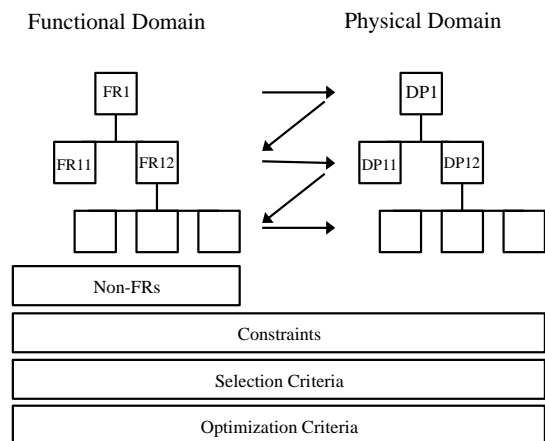 Functional Domain
Physical Domain
FR1
DP1
FR11
FR12
DP11
DP12
Non-FRs
Constraints
Selection Criteria
Optimization Criteria